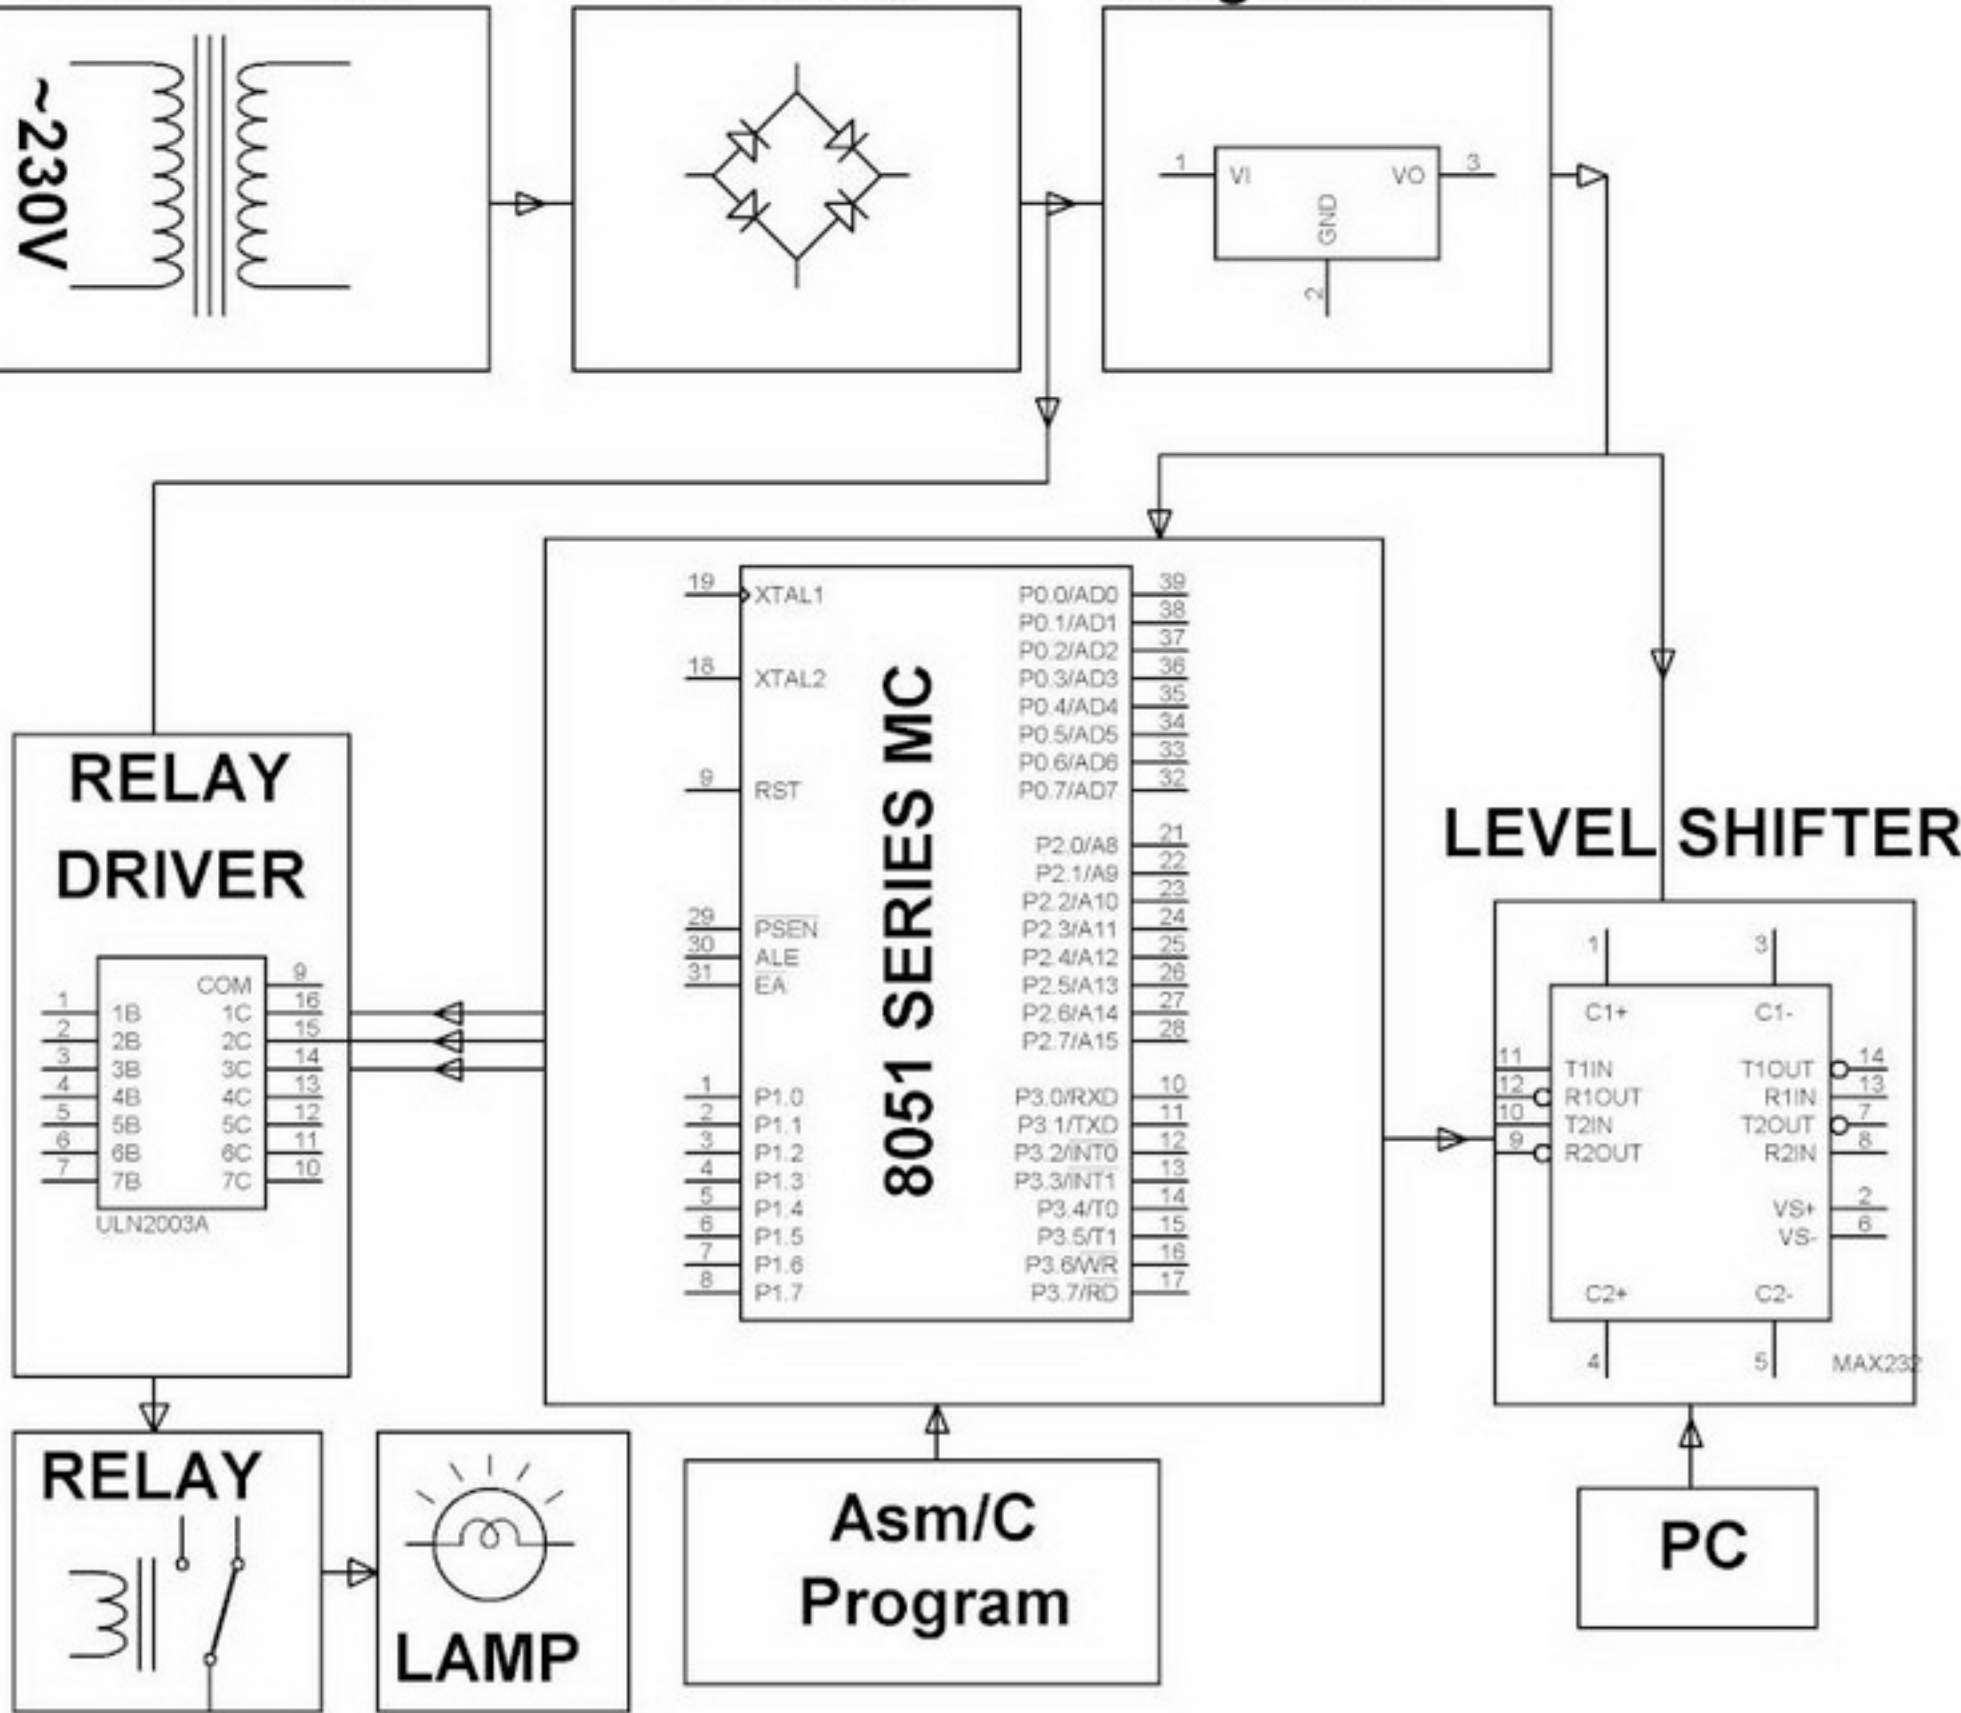 ~230V
1
VI
VO
3
GND
2
RELAY
DRIVER
COM
9
1
1B
1C
16
2
2B
2C
15
3
3B
3C
14
4
4B
4C
13
5
5B
5C
12
6
6B
6C
11
7
7B
7C
10
ULN2003A
8051 SERIES MC
19
XTAL1
18
XTAL2
9
RST
29
PSEN
30
ALE
31
EA
1
P1.0
2
P1.1
3
P1.2
4
P1.3
5
P1.4
6
P1.5
7
P1.6
8
P1.7
P0.0/AD0
39
P0.1/AD1
38
P0.2/AD2
37
P0.3/AD3
36
P0.4/AD4
35
P0.5/AD5
34
P0.6/AD6
33
P0.7/AD7
32
P2.0/A8
21
P2.1/A9
22
P2.2/A10
23
P2.3/A11
24
P2.4/A12
25
P2.5/A13
26
P2.6/A14
27
P2.7/A15
28
P3.0/RXD
10
P3.1/TXD
11
P3.2/INT0
12
P3.3/INT1
13
P3.4/T0
14
P3.5/T1
15
P3.6/WR
16
P3.7/RD
17
LEVEL SHIFTER
1
3
C1+
C1-
11
T1IN
T1OUT
14
12
R1OUT
R1IN
13
10
T2IN
T2OUT
7
9
R2OUT
R2IN
8
VS+
2
VS-
6
C2+
C2-
4
5
MAX232
RELAY
LAMP
Asm/C
Program
PC